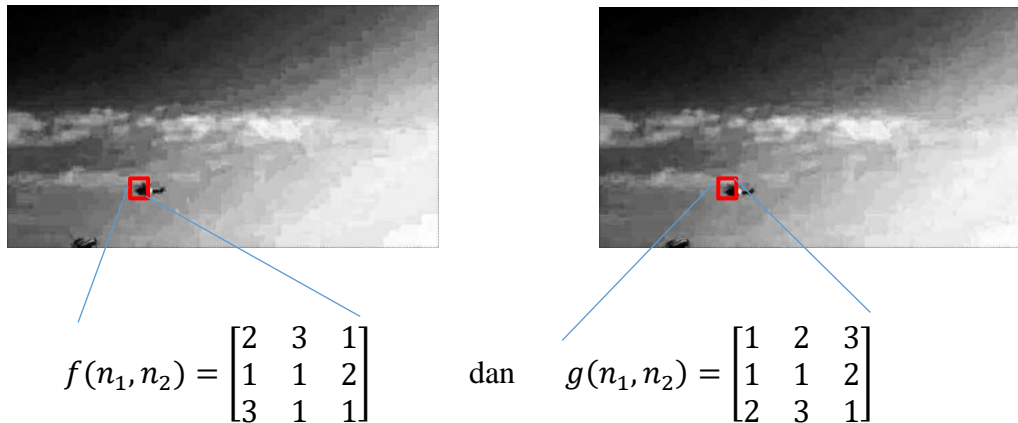 f(n₁, n₂) = [2 3 1; 1 1 2; 3 1 1] dan g(n₁, n₂) = [1 2 3; 1 1 2; 2 3 1]